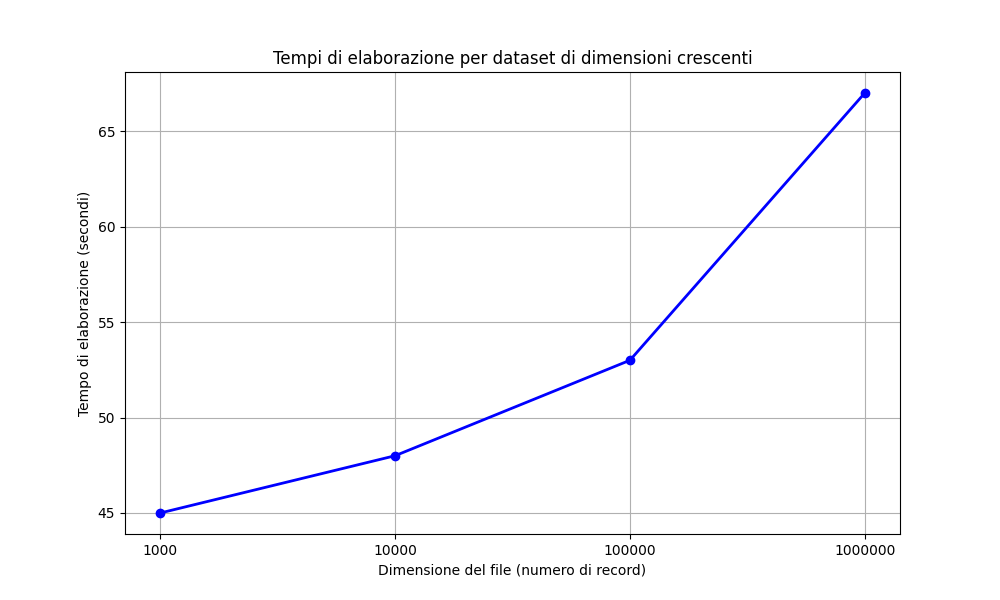 Tempi di elaborazione per dataset di dimensioni crescenti
Tempo di elaborazione (secondi)
65
60
55
50
45
1000 10000 100000 1000000
Dimensione del file (numero di record)